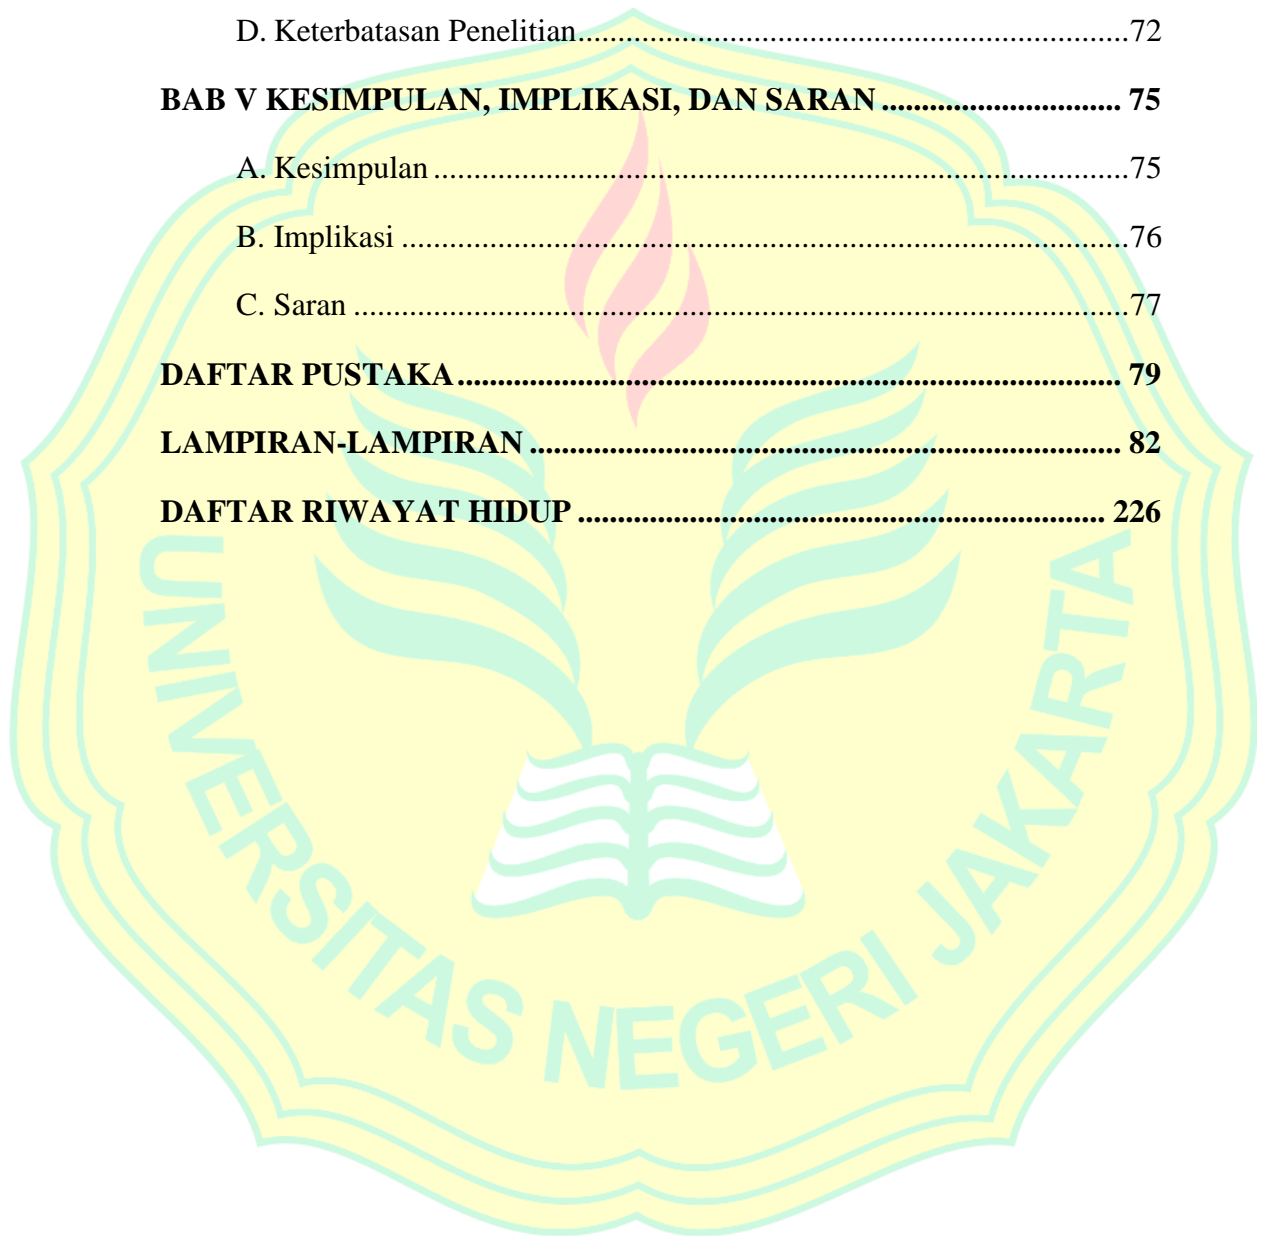 D. Keterbatasan Penelitian.....................................................................72
BAB V KESIMPULAN, IMPLIKASI, DAN SARAN ............................. 75
A. Kesimpulan .......................................................................................75
B. Implikasi ...........................................................................................76
C. Saran .................................................................................................77
DAFTAR PUSTAKA.................................................................................. 79
LAMPIRAN-LAMPIRAN ......................................................................... 82
DAFTAR RIWAYAT HIDUP ................................................................. 226
UNIVERSITAS NEGERI JAKARTA